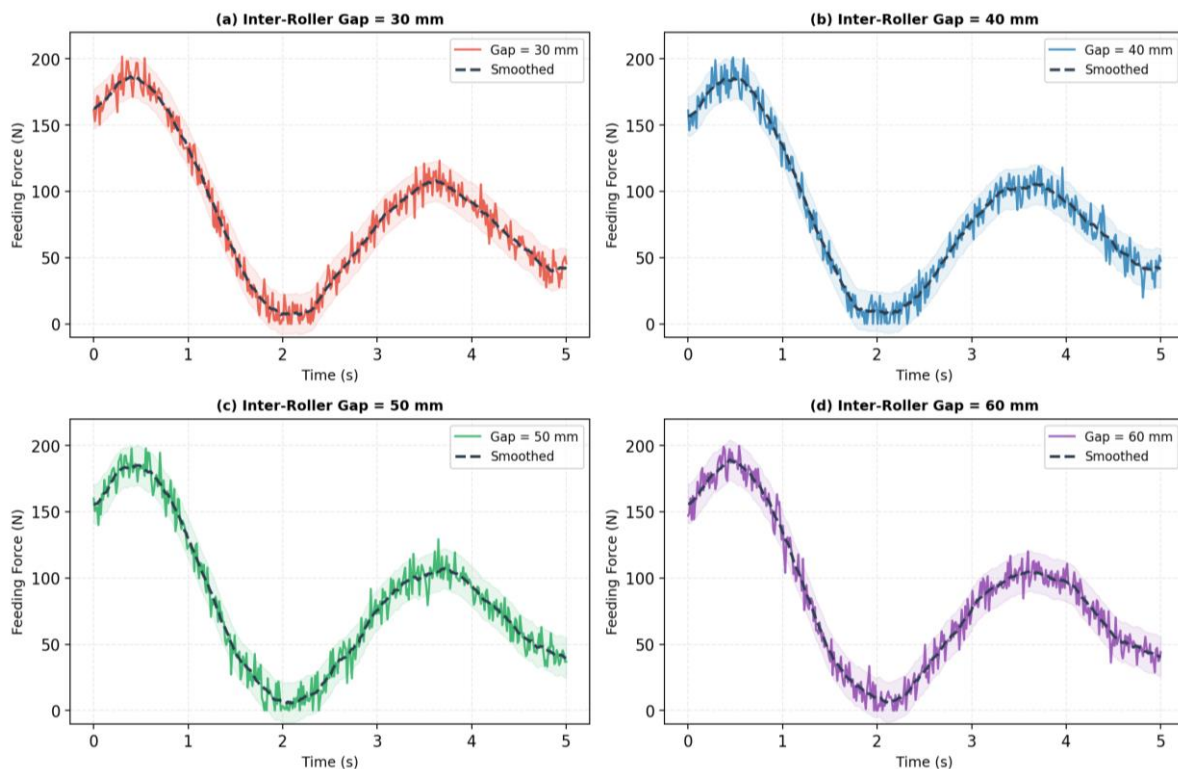 (a) Inter-Roller Gap = 30 mm
Gap = 30 mm
Smoothed
200
150
100
50
0
Feeding Force (N)
0 1 2 3 4 5
Time (s)
(b) Inter-Roller Gap = 40 mm
Gap = 40 mm
Smoothed
200
150
100
50
0
Feeding Force (N)
0 1 2 3 4 5
Time (s)
(c) Inter-Roller Gap = 50 mm
Gap = 50 mm
Smoothed
200
150
100
50
0
Feeding Force (N)
0 1 2 3 4 5
Time (s)
(d) Inter-Roller Gap = 60 mm
Gap = 60 mm
Smoothed
200
150
100
50
0
Feeding Force (N)
0 1 2 3 4 5
Time (s)